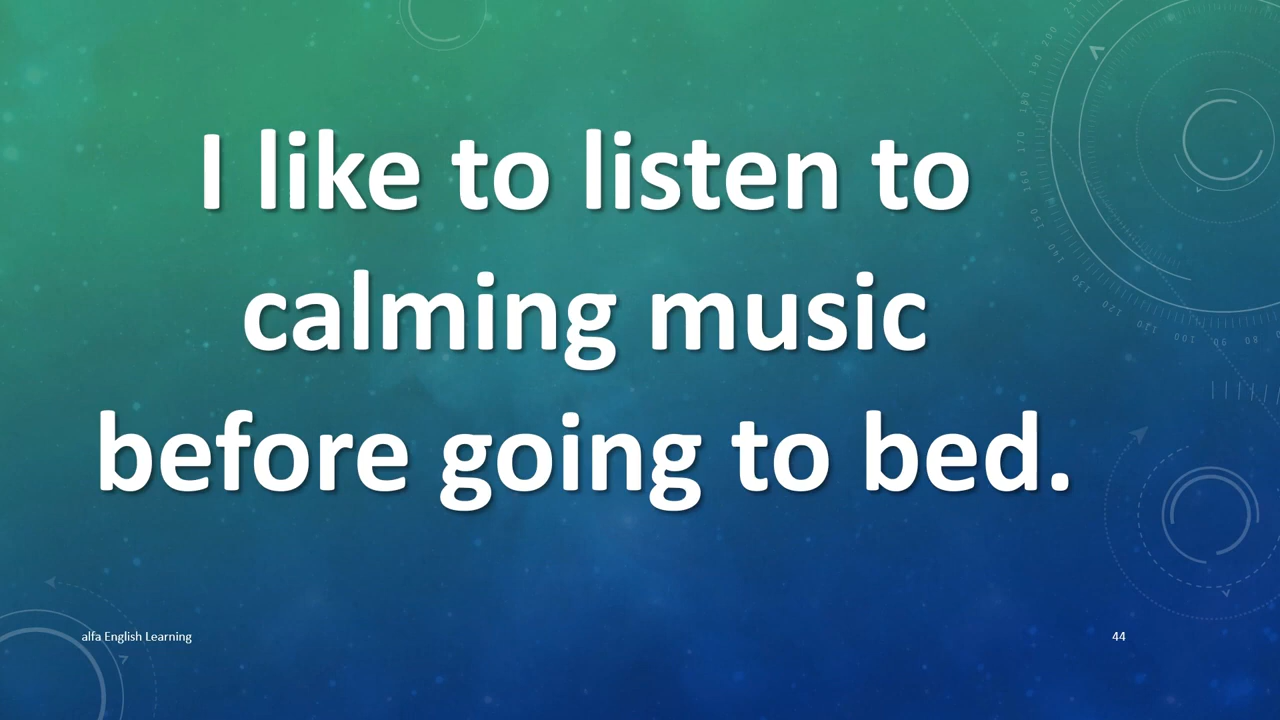 I like to listen to
calming music
before going to bed.
alfa English Learning
44